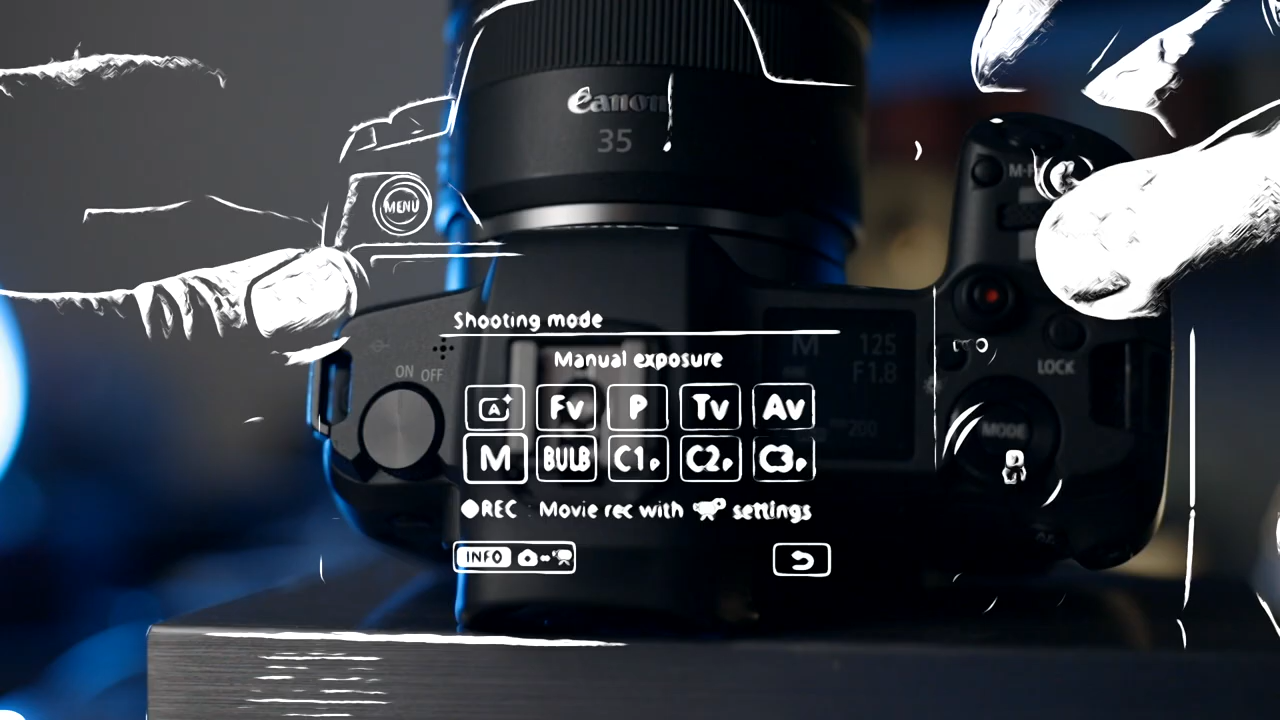 Canon
35
MENU
M-F
ON OFF
Shooting mode
Manual exposure
M 125
F1.8
LOCK
A+ Fv P Tv Av
M BULB C1 C2 C3
MODE
200
REC : Movie rec with settings
INFO